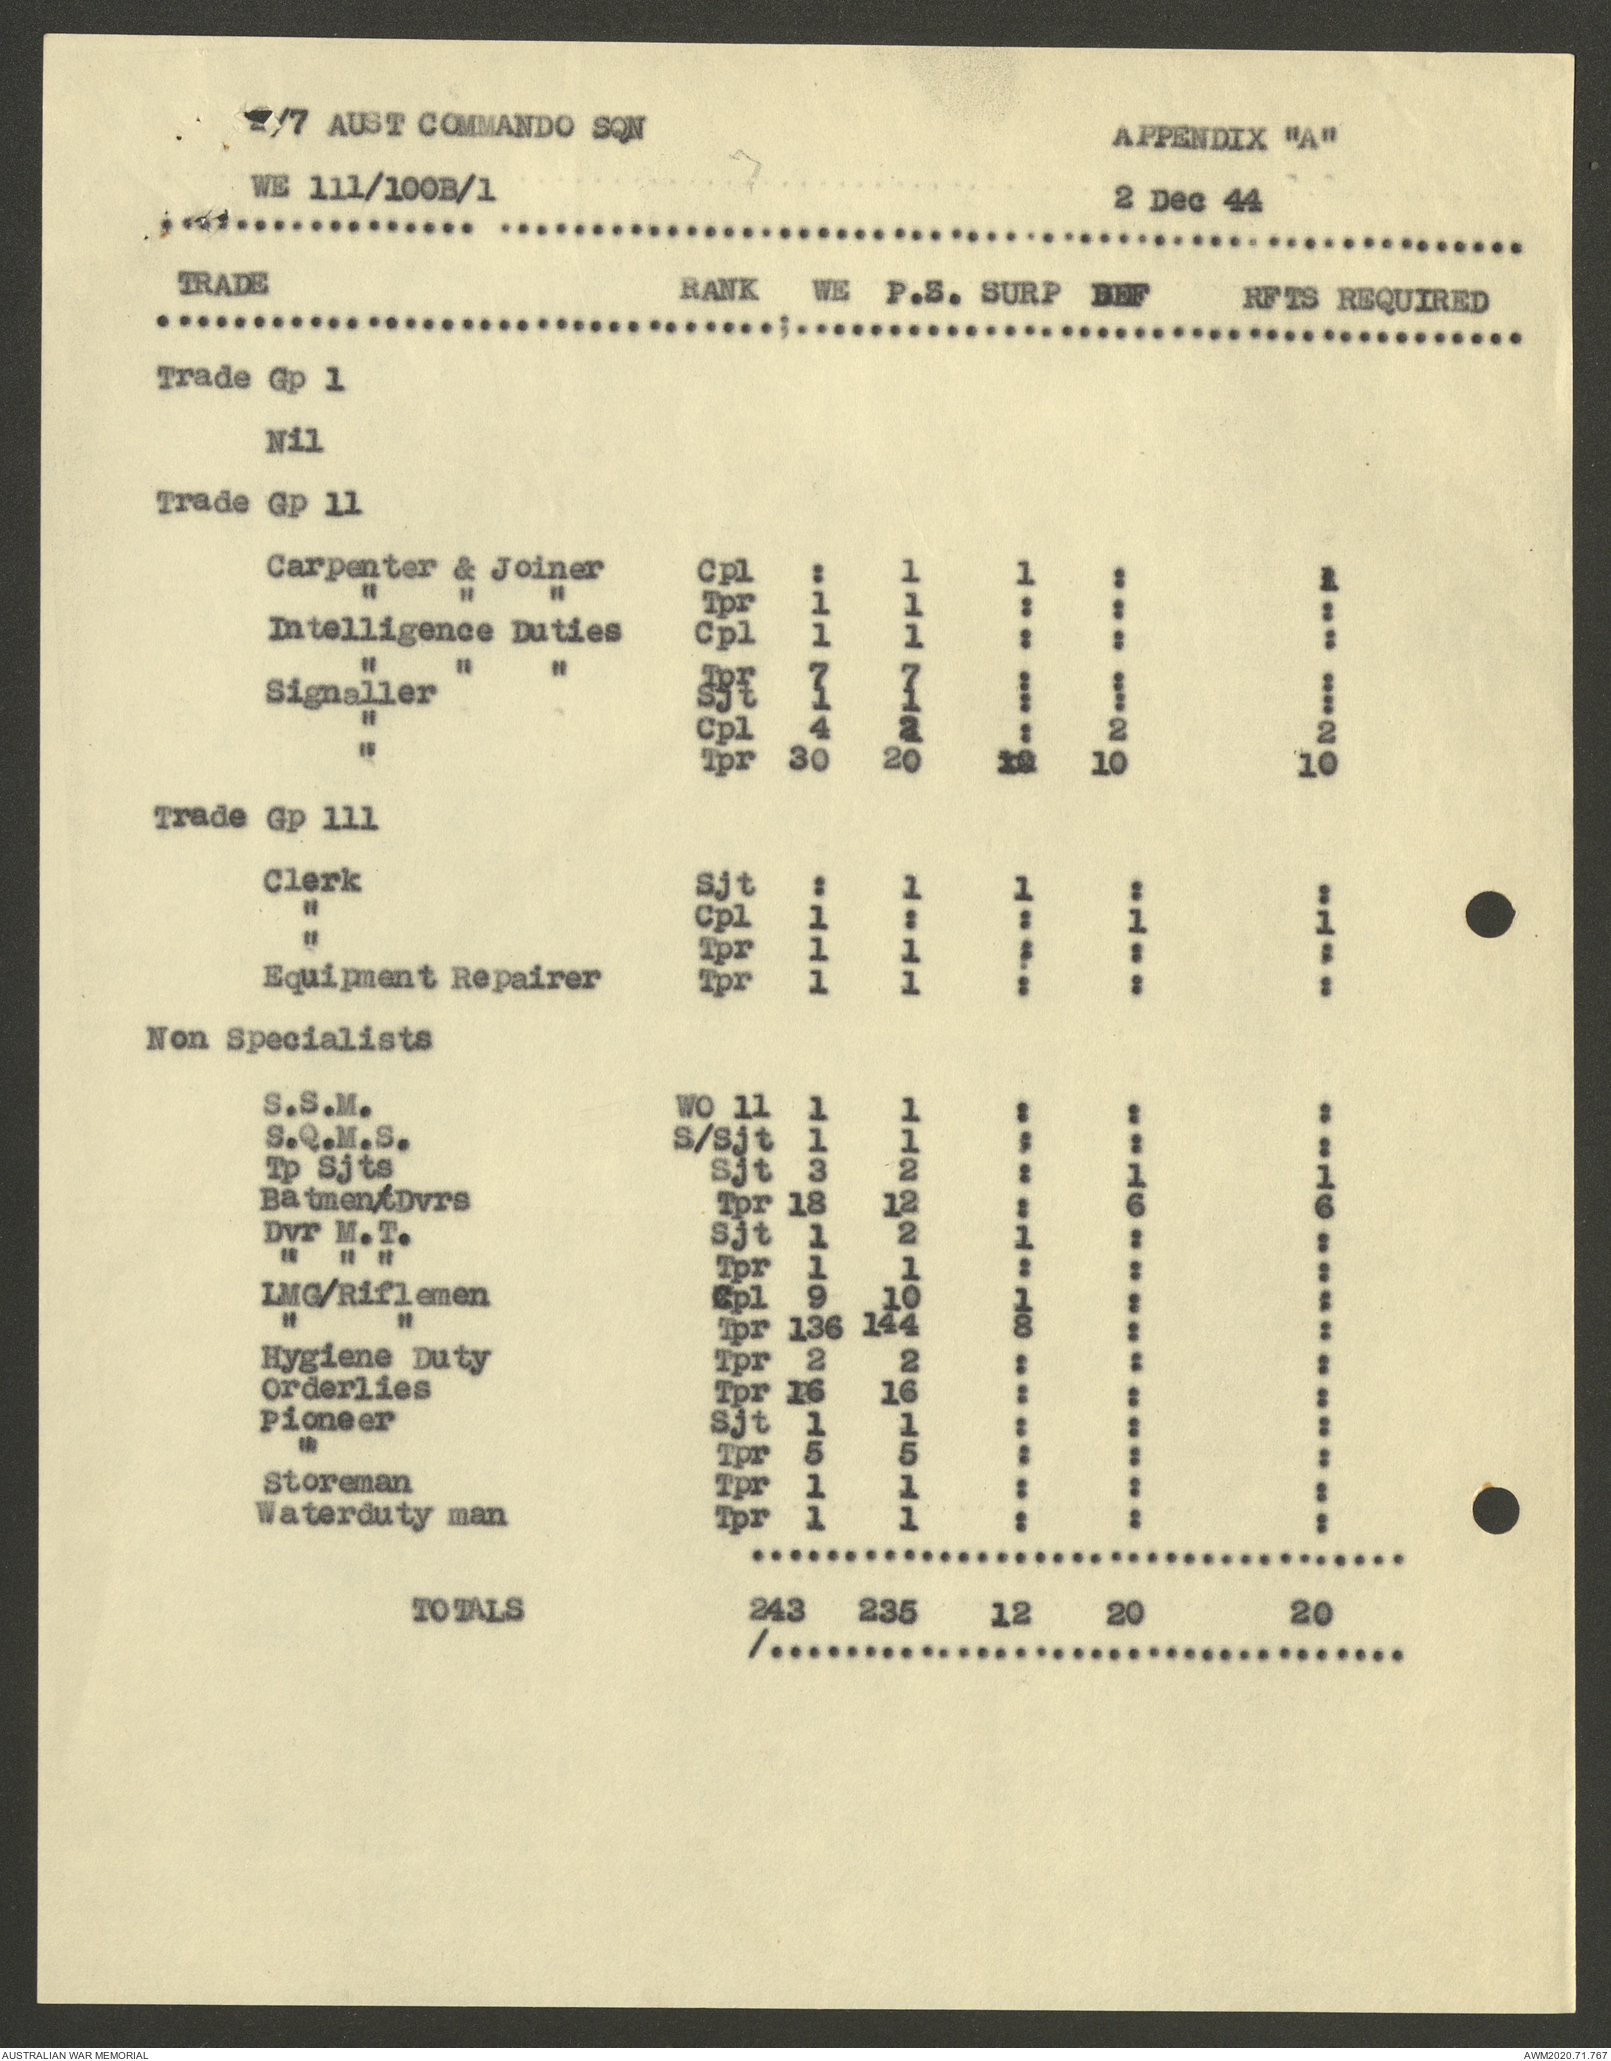 2/7 AUST COMMANDO SQN APPENDIX "A"
WE 111/100B/1 2 Dec 44
TRADE RANK WE P.S. SURP DEF RFTS REQUIRED
Trade Gp 1
Nil
Trade Gp 11
Carpenter & Joiner Cpl : 1 1 :
" " " Tpr 1 1 : : :
Intelligence Duties Cpl 1 1 : : :
" " " Tpr 7 7 : : :
Signaller Sjt 1 1 : : :
" Cpl 4 2 : 2 2
" Tpr 30 20 10 10
Trade Gp 111
Clerk Sjt : 1 1 : :
" Cpl 1 : : 1 1
" Tpr 1 1 : : :
Equipment Repairer Tpr 1 1 : : :
Non Specialists
S.S.M. WO 11 1 1 : : :
S.Q.M.S. S/Sjt 1 1 : : :
Tp Sjts Sjt 3 2 : 1 1
Batmen/Dvrs Tpr 18 12 : 6 6
Dvr M.T. Sjt 1 2 1 : :
" " " Tpr 1 1 : : :
LMG/Riflemen Cpl 9 10 1 : :
" " Tpr 136 144 8 : :
Hygiene Duty Tpr 2 2 : : :
Orderlies Tpr 16 16 : : :
Pioneer Sjt 1 1 : : :
" Tpr 5 5 : : :
Storeman Tpr 1 1 : : :
Waterduty man Tpr 1 1 : : :
TOTALS 243 235 12 20 20
AUSTRALIAN WAR MEMORIAL AWM2020.71.767